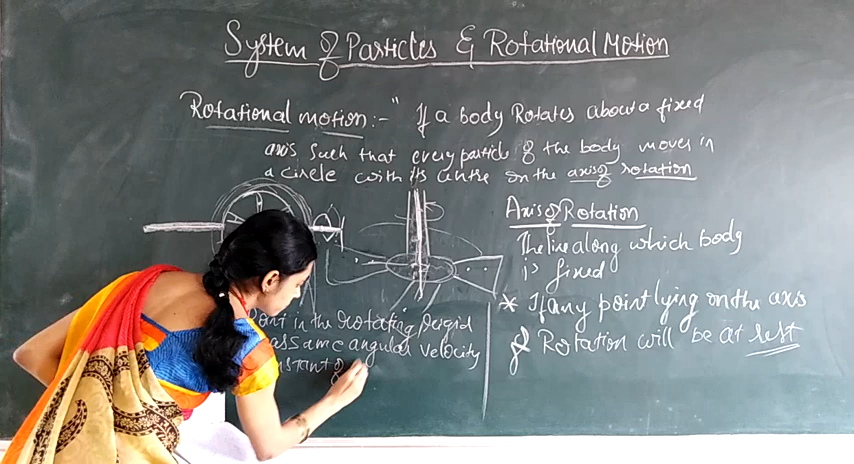 System of Particles & Rotational Motion
Rotational motion:- " If a body Rotates about a fixed
axis such that every particle of the body moves in
a circle with its centre on the axis of rotation
Axis of Rotation
The line along which body
is fixed
* If any point lying on the axis
of Rotation will be at rest
in the rotating rigid
same angular velocity